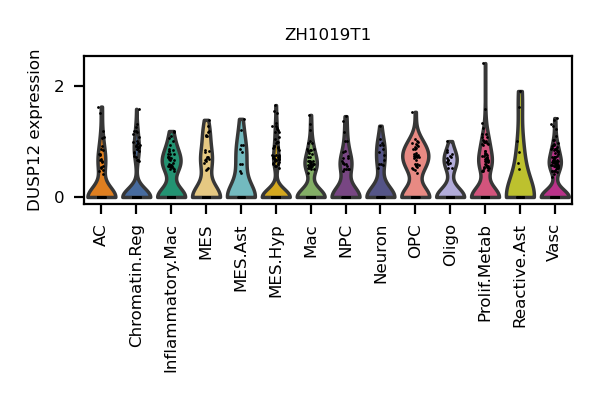 ZH1019T1
DUSP12 expression
2
0
AC
Chromatin.Reg
Inflammatory.Mac
MES
MES.Ast
MES.Hyp
Mac
NPC
Neuron
OPC
Oligo
Prolif.Metab
Reactive.Ast
Vasc